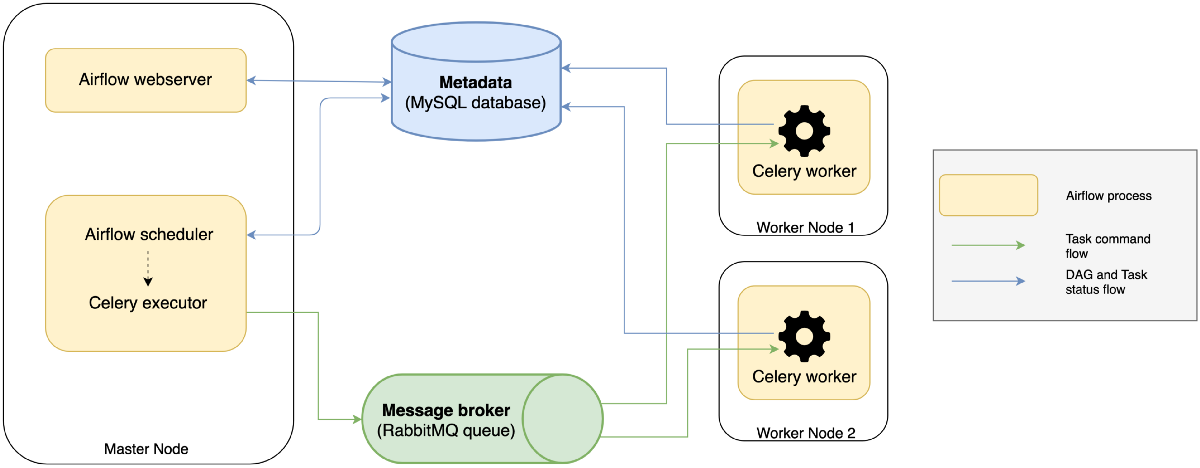 Airflow webserver
Airflow scheduler
Celery executor
Master Node
Metadata
(MySQL database)
Message broker
(RabbitMQ queue)
Celery worker
Worker Node 1
Celery worker
Worker Node 2
Airflow process
Task command
flow
DAG and Task
status flow